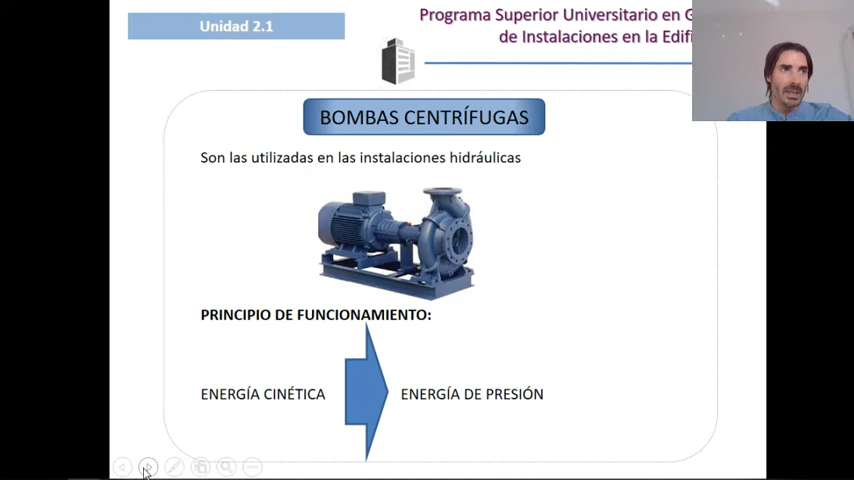 Unidad 2.1
Programa Superior Universitario en G
de Instalaciones en la Edifi
BOMBAS CENTRÍFUGAS
Son las utilizadas en las instalaciones hidráulicas
PRINCIPIO DE FUNCIONAMIENTO:
ENERGÍA CINÉTICA
ENERGÍA DE PRESIÓN